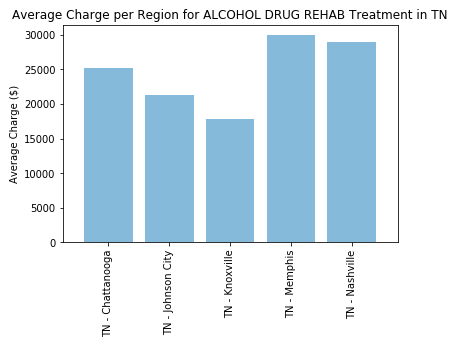 Average Charge per Region for ALCOHOL DRUG REHAB Treatment in TN
30000
25000
20000
15000
10000
5000
0
Average Charge ($)
TN - Chattanooga
TN - Johnson City
TN - Knoxville
TN - Memphis
TN - Nashville